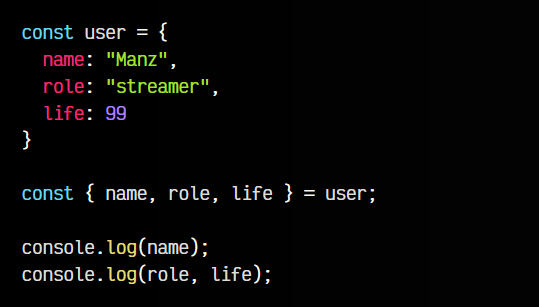 const user = {
  name: "Manz",
  role: "streamer",
  life: 99
}

const { name, role, life } = user;

console.log(name);
console.log(role, life);